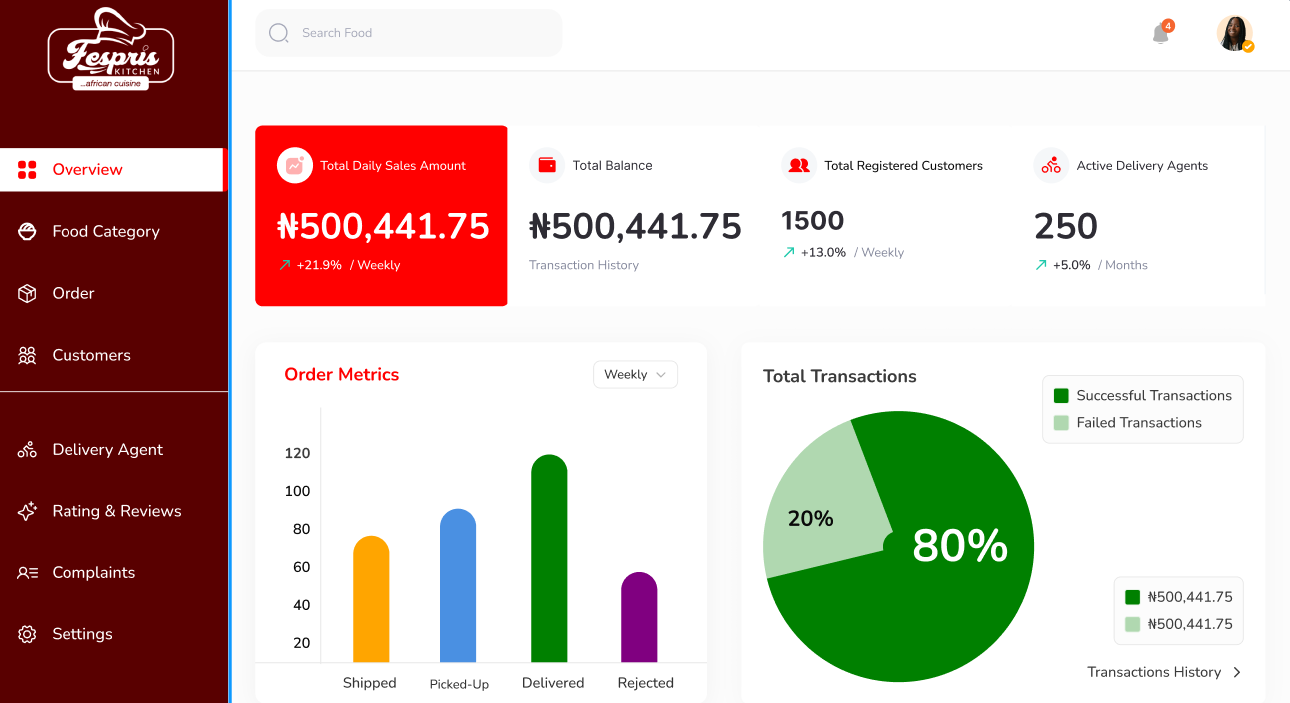 Fespris
KITCHEN
...african cuisine
Search Food
4
Overview
Food Category
Order
Customers
Delivery Agent
Rating & Reviews
Complaints
Settings
Total Daily Sales Amount
₦500,441.75
+21.9% / Weekly
Total Balance
₦500,441.75
Transaction History
Total Registered Customers
1500
+13.0% / Weekly
Active Delivery Agents
250
+5.0% / Months
Order Metrics
Weekly
120
100
80
60
40
20
Shipped
Picked-Up
Delivered
Rejected
Total Transactions
Successful Transactions
Failed Transactions
20%
80%
₦500,441.75
₦500,441.75
Transactions History